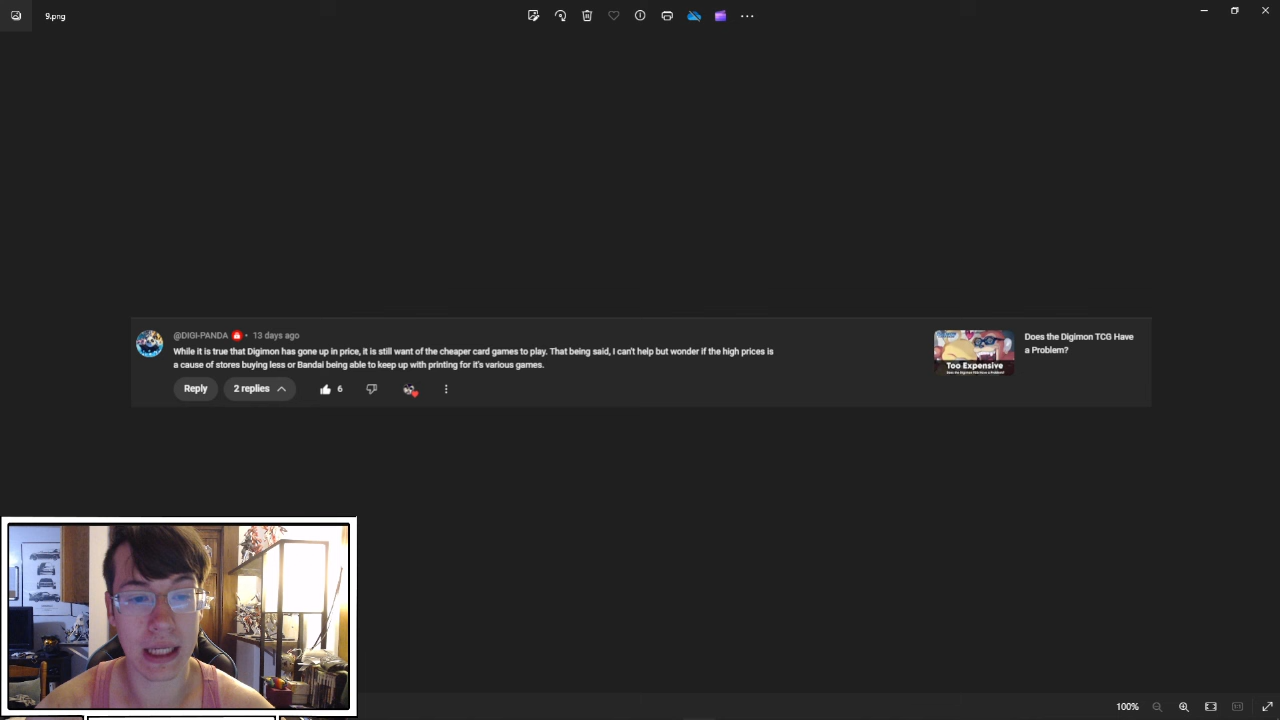 9.png
@DIGI-PANDA • 13 days ago
While it is true that Digimon has gone up in price, it is still want of the cheaper card games to play. That being said, I can't help but wonder if the high prices is
a cause of stores buying less or Bandai being able to keep up with printing for it's various games.
Reply
2 replies
6
Too Expensive
Does the Digimon TCG Have
a Problem?
100%